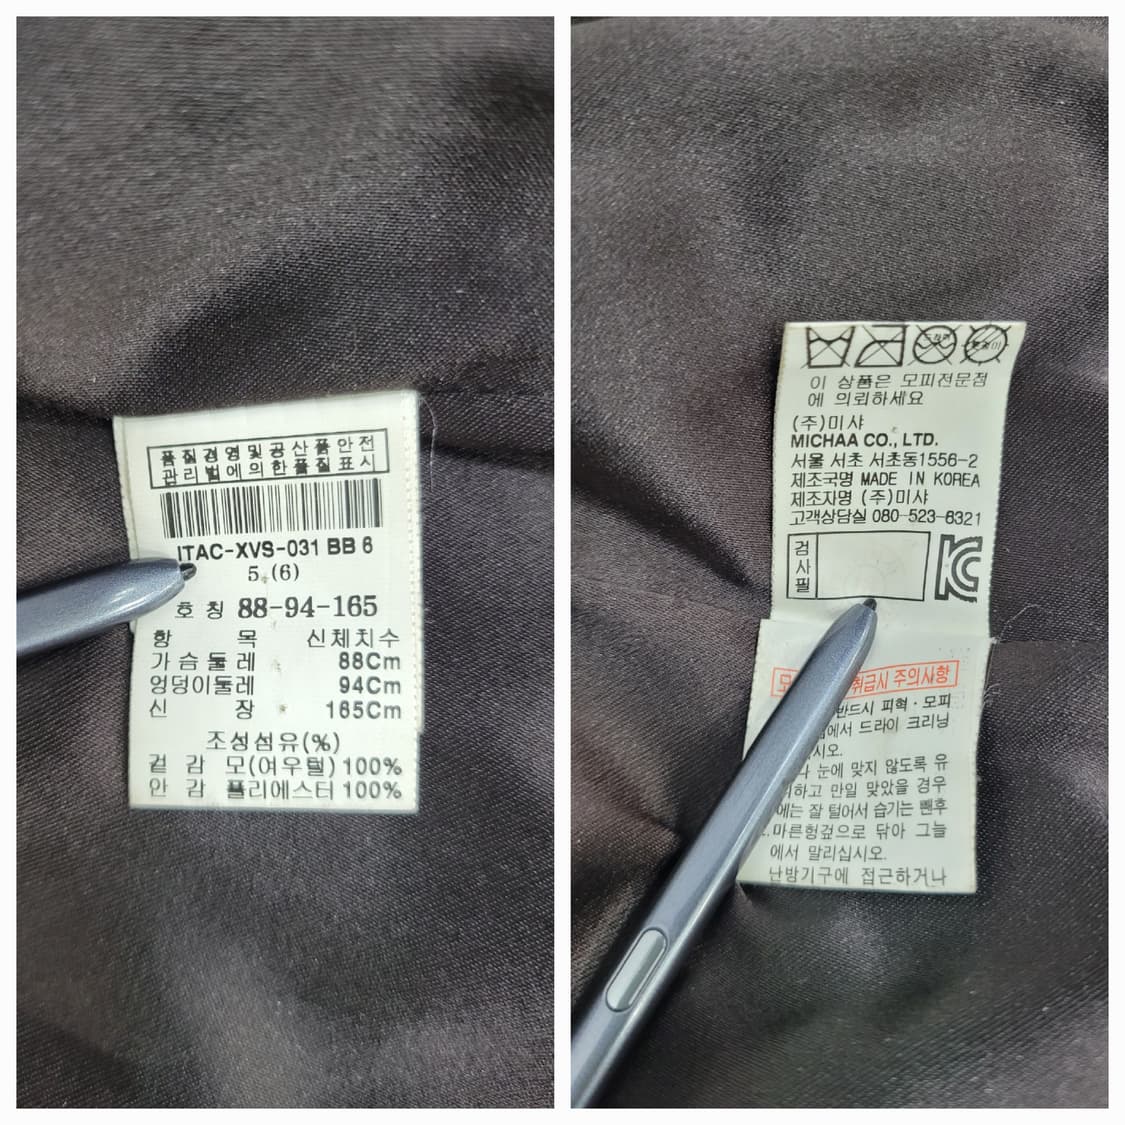 품질경영및공산품안전
관리법에의한품질표시
ITAC-XVS-031 BB 6
5 (6)
호칭 88-94-165
항목 신체치수
가슴둘레 88Cm
엉덩이둘레 94Cm
신장 165Cm
조성섬유(%)
겉감 모(여우털) 100%
안감 폴리에스터 100%
이 상품은 모피전문점
에 의뢰하세요
(주)미샤
MICHAA CO., LTD.
서울 서초 서초동1556-2
제조국명 MADE IN KOREA
제조자명 (주)미샤
고객상담실 080-523-6321
검사필
KC
취급시 주의사항
반드시 피혁·모피
에서 드라이 크리닝
시오.
나 눈에 맞지 않도록 유
하고 만일 맞았을 경우
에는 잘 털어서 습기는 뺀후
마른헝겊으로 닦아 그늘
에서 말리십시오.
난방기구에 접근하거나